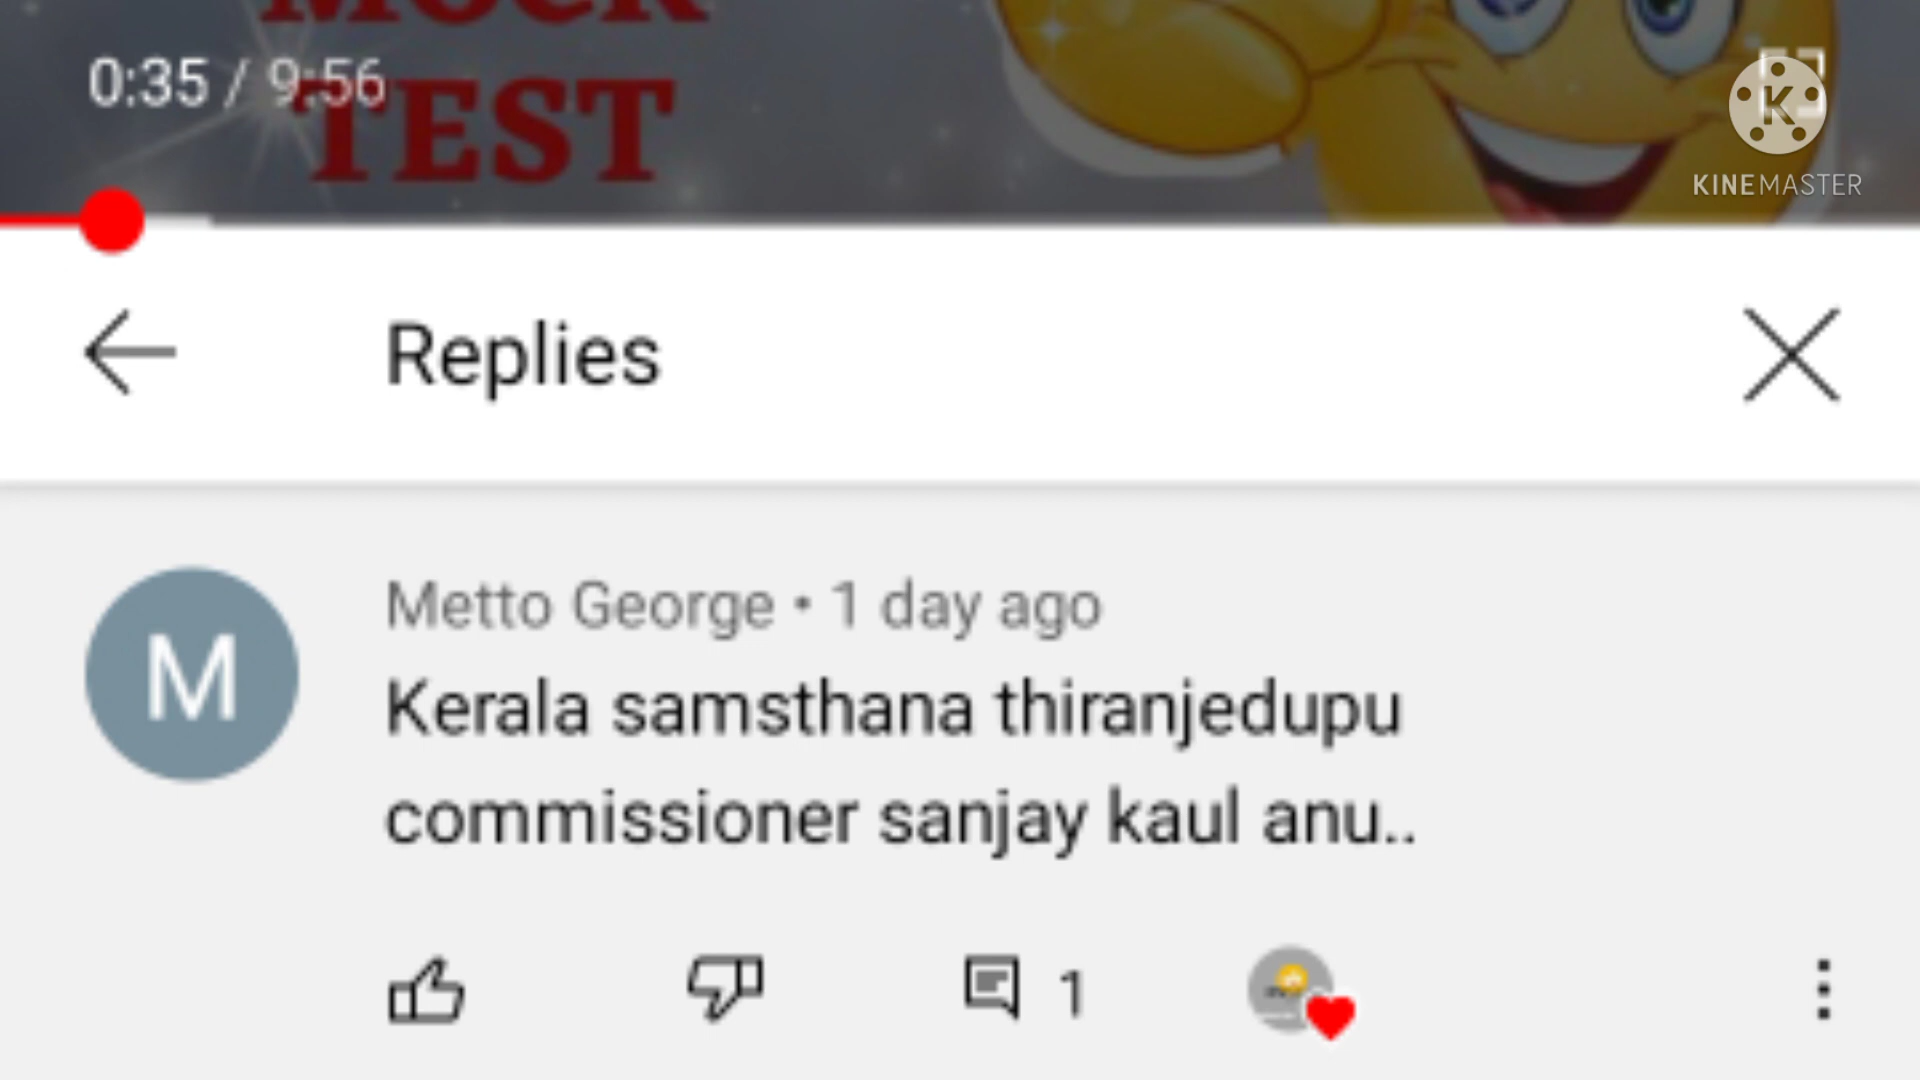 MOCK
0:35 / 9:56
TEST
K
KINEMASTER
Replies
M
Metto George • 1 day ago
Kerala samsthana thiranjedupu
commissioner sanjay kaul anu..
1